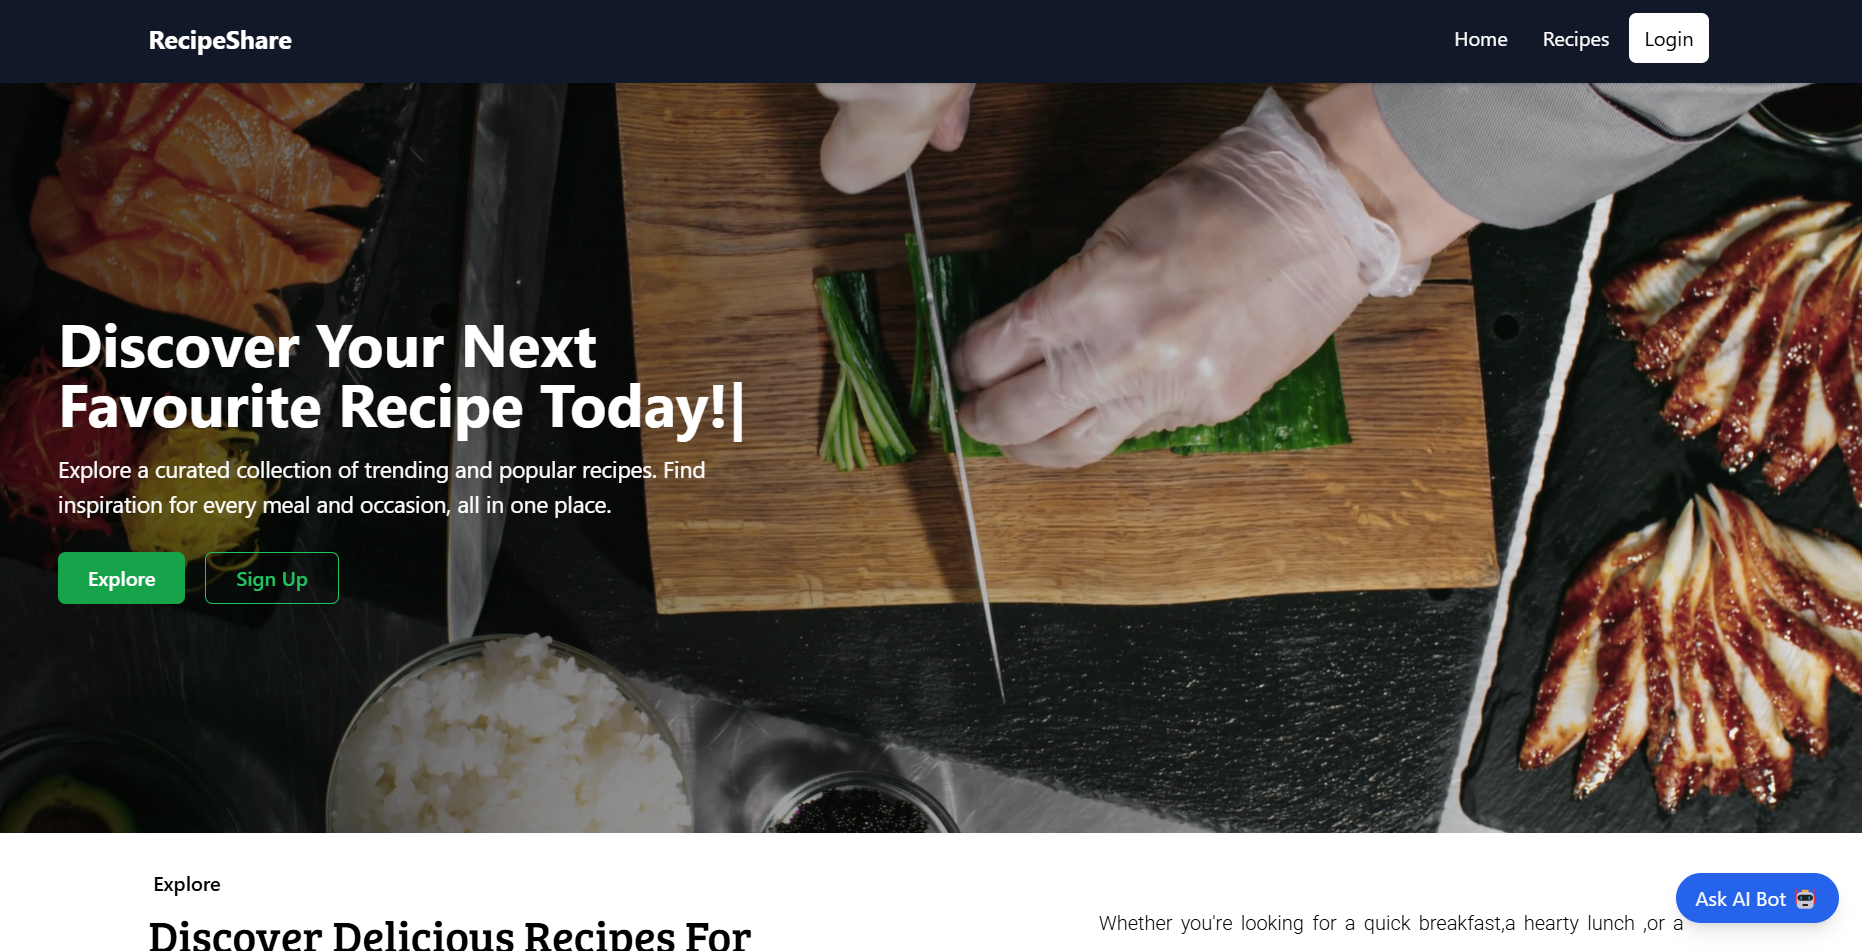 RecipeShare
Home
Recipes
Login
Discover Your Next
Favourite Recipe Today!|
Explore a curated collection of trending and popular recipes. Find
inspiration for every meal and occasion, all in one place.
Explore
Sign Up
Explore
Discover Delicious Recipes For
Whether you're looking for a quick breakfast,a hearty lunch ,or a
Ask AI Bot